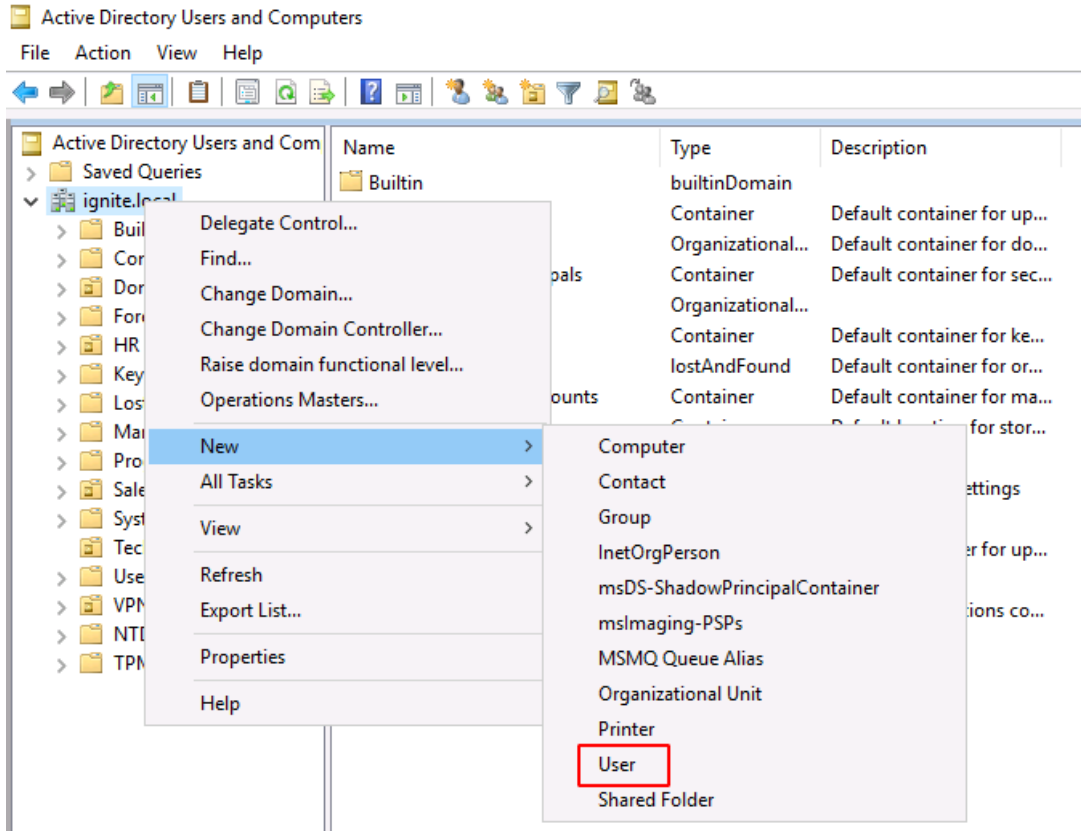 Active Directory Users and Computers
File Action View Help
Active Directory Users and Com
Saved Queries
ignite.local
Buil
Cor
Dor
Fore
HR
Key
Los
Mar
Pro
Sale
Syst
Tec
Use
VPN
NTD
TPM
Name Type Description
Builtin builtinDomain
Container Default container for up...
Organizational... Default container for do...
pals Container Default container for sec...
Organizational...
Container Default container for ke...
lostAndFound Default container for or...
ounts Container Default container for ma...
for stor...
ettings
er for up...
ions co...
Delegate Control...
Find...
Change Domain...
Change Domain Controller...
Raise domain functional level...
Operations Masters...
New
All Tasks
View
Refresh
Export List...
Properties
Help
Computer
Contact
Group
InetOrgPerson
msDS-ShadowPrincipalContainer
msImaging-PSPs
MSMQ Queue Alias
Organizational Unit
Printer
User
Shared Folder